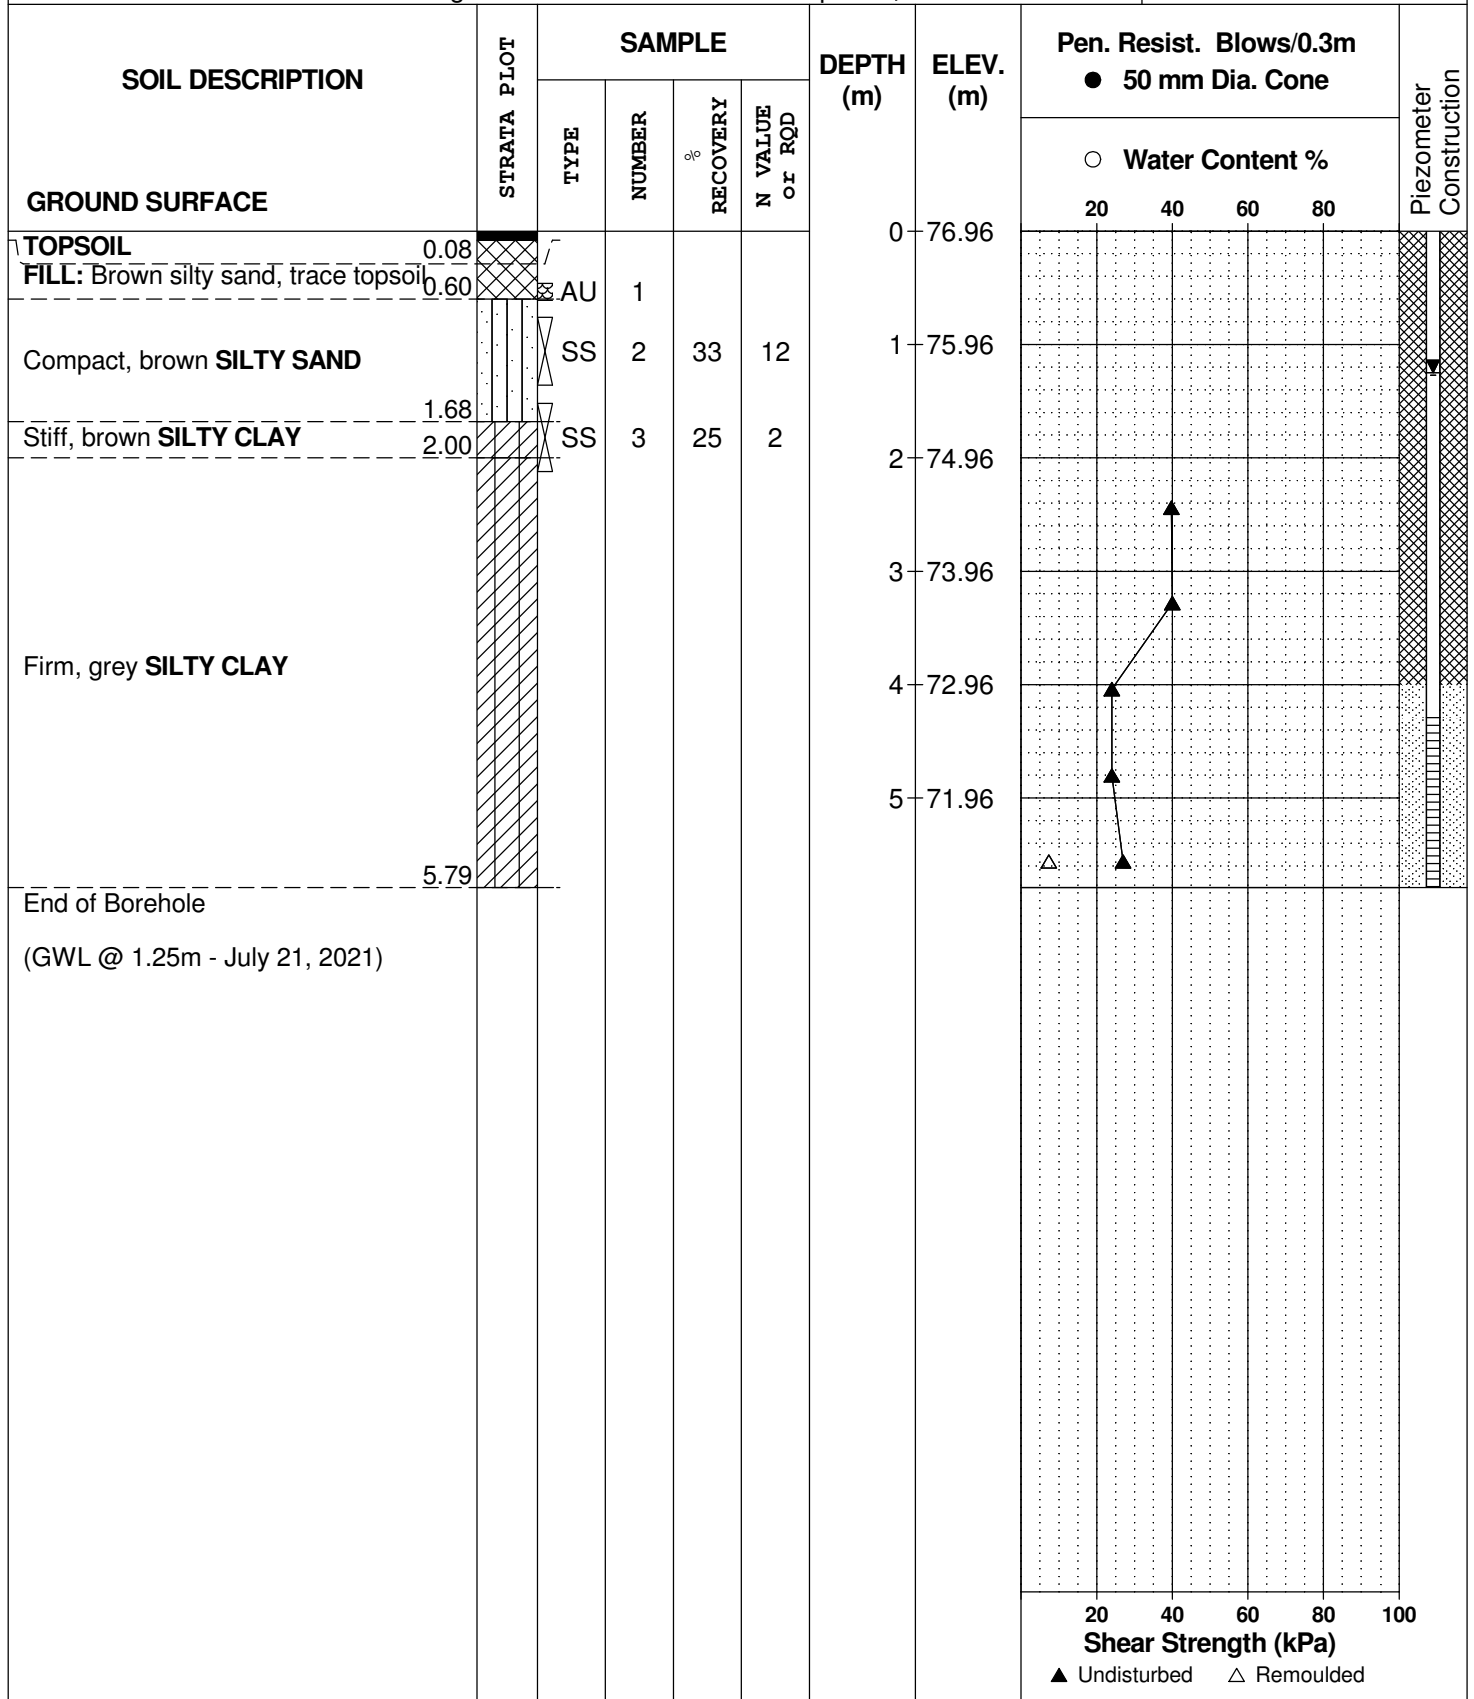 SOIL DESCRIPTION
GROUND SURFACE
STRATA PLOT
SAMPLE
TYPE
NUMBER
% RECOVERY
N VALUE or RQD
DEPTH (m)
ELEV. (m)
Pen. Resist. Blows/0.3m
● 50 mm Dia. Cone
○ Water Content %
20 40 60 80
Piezometer Construction
TOPSOIL 0.08
0 76.96
FILL: Brown silty sand, trace topsoil 0.60
AU 1
Compact, brown SILTY SAND
SS 2 33 12
1 75.96
1.68
Stiff, brown SILTY CLAY 2.00
SS 3 25 2
2 74.96
3 73.96
Firm, grey SILTY CLAY
4 72.96
5 71.96
5.79
End of Borehole
(GWL @ 1.25m - July 21, 2021)
20 40 60 80 100
Shear Strength (kPa)
▲ Undisturbed △ Remoulded